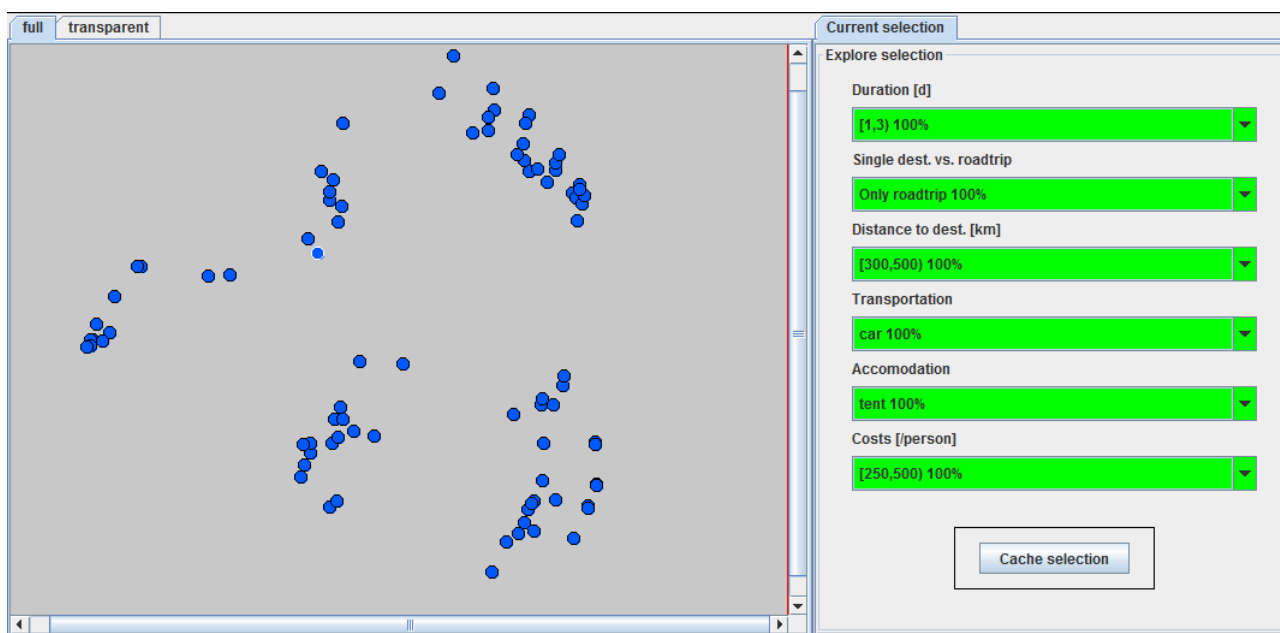 full
transparent
Current selection
Explore selection
Duration [d]
[1,3) 100%
Single dest. vs. roadtrip
Only roadtrip 100%
Distance to dest. [km]
[300,500) 100%
Transportation
car 100%
Accomodation
tent 100%
Costs [/person]
[250,500) 100%
Cache selection